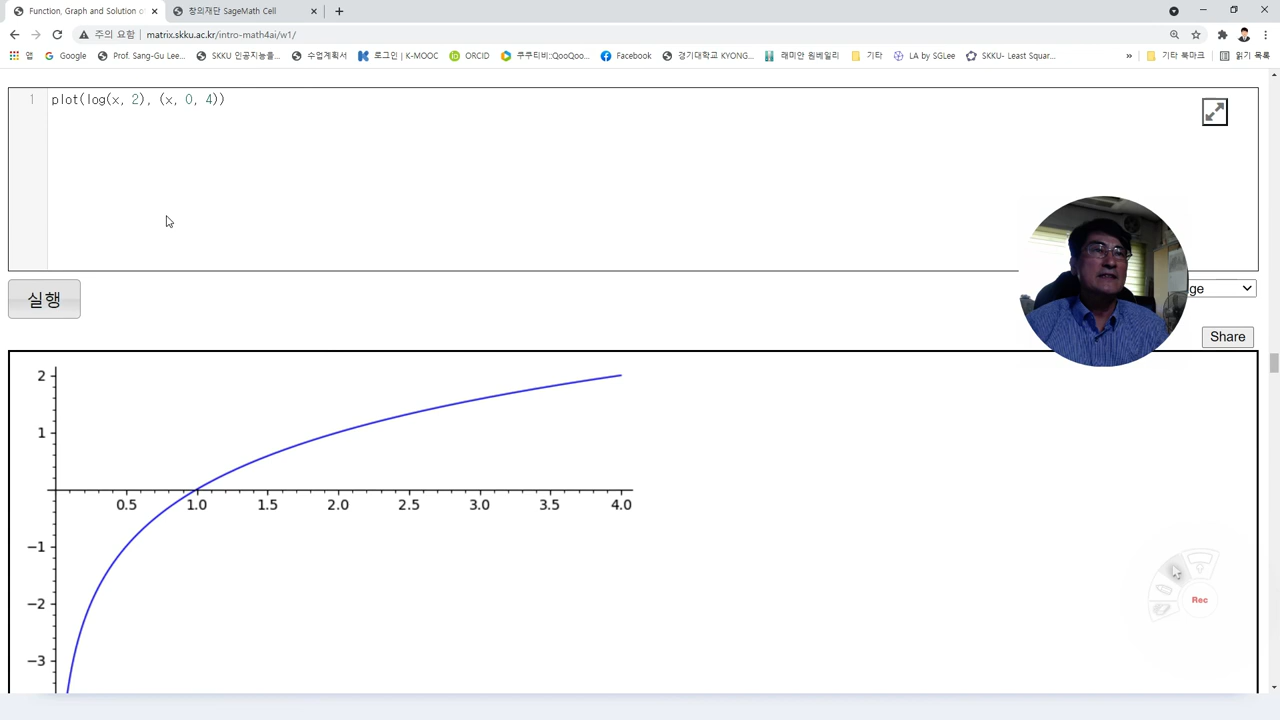 Function, Graph and Solution o
창의재단 SageMath Cell
주의 요함
matrix.skku.ac.kr/intro-math4ai/w1/
앱
Google
Prof. Sang-Gu Lee...
SKKU 인공지능을...
수업계획서
로그인 | K-MOOC
ORCID
쿠쿠티비::QooQoo...
Facebook
경기대학교 KYONG...
래미안 원베일리
기타
LA by SGLee
SKKU- Least Squar...
»
기타 북마크
읽기 목록
1 plot(log(x, 2), (x, 0, 4))
실행
ge
Share
2
1
0.5 1.0 1.5 2.0 2.5 3.0 3.5 4.0
−1
−2
−3
Rec